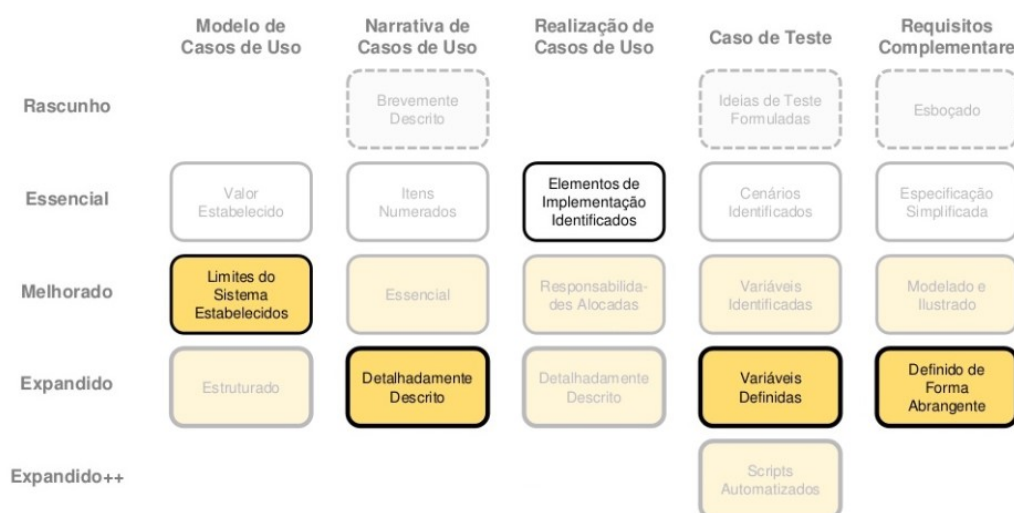 Modelo de
Casos de Uso
Narrativa de
Casos de Uso
Realização de
Casos de Uso
Caso de Teste
Requisitos
Complementare
Rascunho
Brevemente
Descrito
Ideias de Teste
Formuladas
Esboçado
Essencial
Valor
Estabelecido
Itens
Numerados
Elementos de
Implementação
Identificados
Cenários
Identificados
Especificação
Simplificada
Melhorado
Limites do
Sistema
Estabelecidos
Essencial
Responsabilida-
des Alocadas
Variáveis
Identificadas
Modelado e
Ilustrado
Expandido
Estruturado
Detalhadamente
Descrito
Detalhadamente
Descrito
Variáveis
Definidas
Definido de
Forma
Abrangente
Expandido++
Scripts
Automatizados